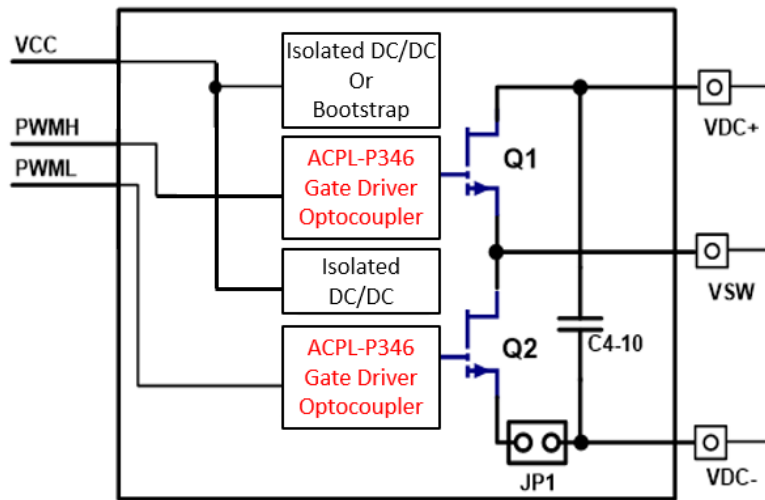 VCC
PWMH
PWML
Isolated DC/DC
Or
Bootstrap
ACPL-P346
Gate Driver
Optocoupler
Isolated
DC/DC
ACPL-P346
Gate Driver
Optocoupler
Q1
Q2
C4-10
JP1
VDC+
VSW
VDC-